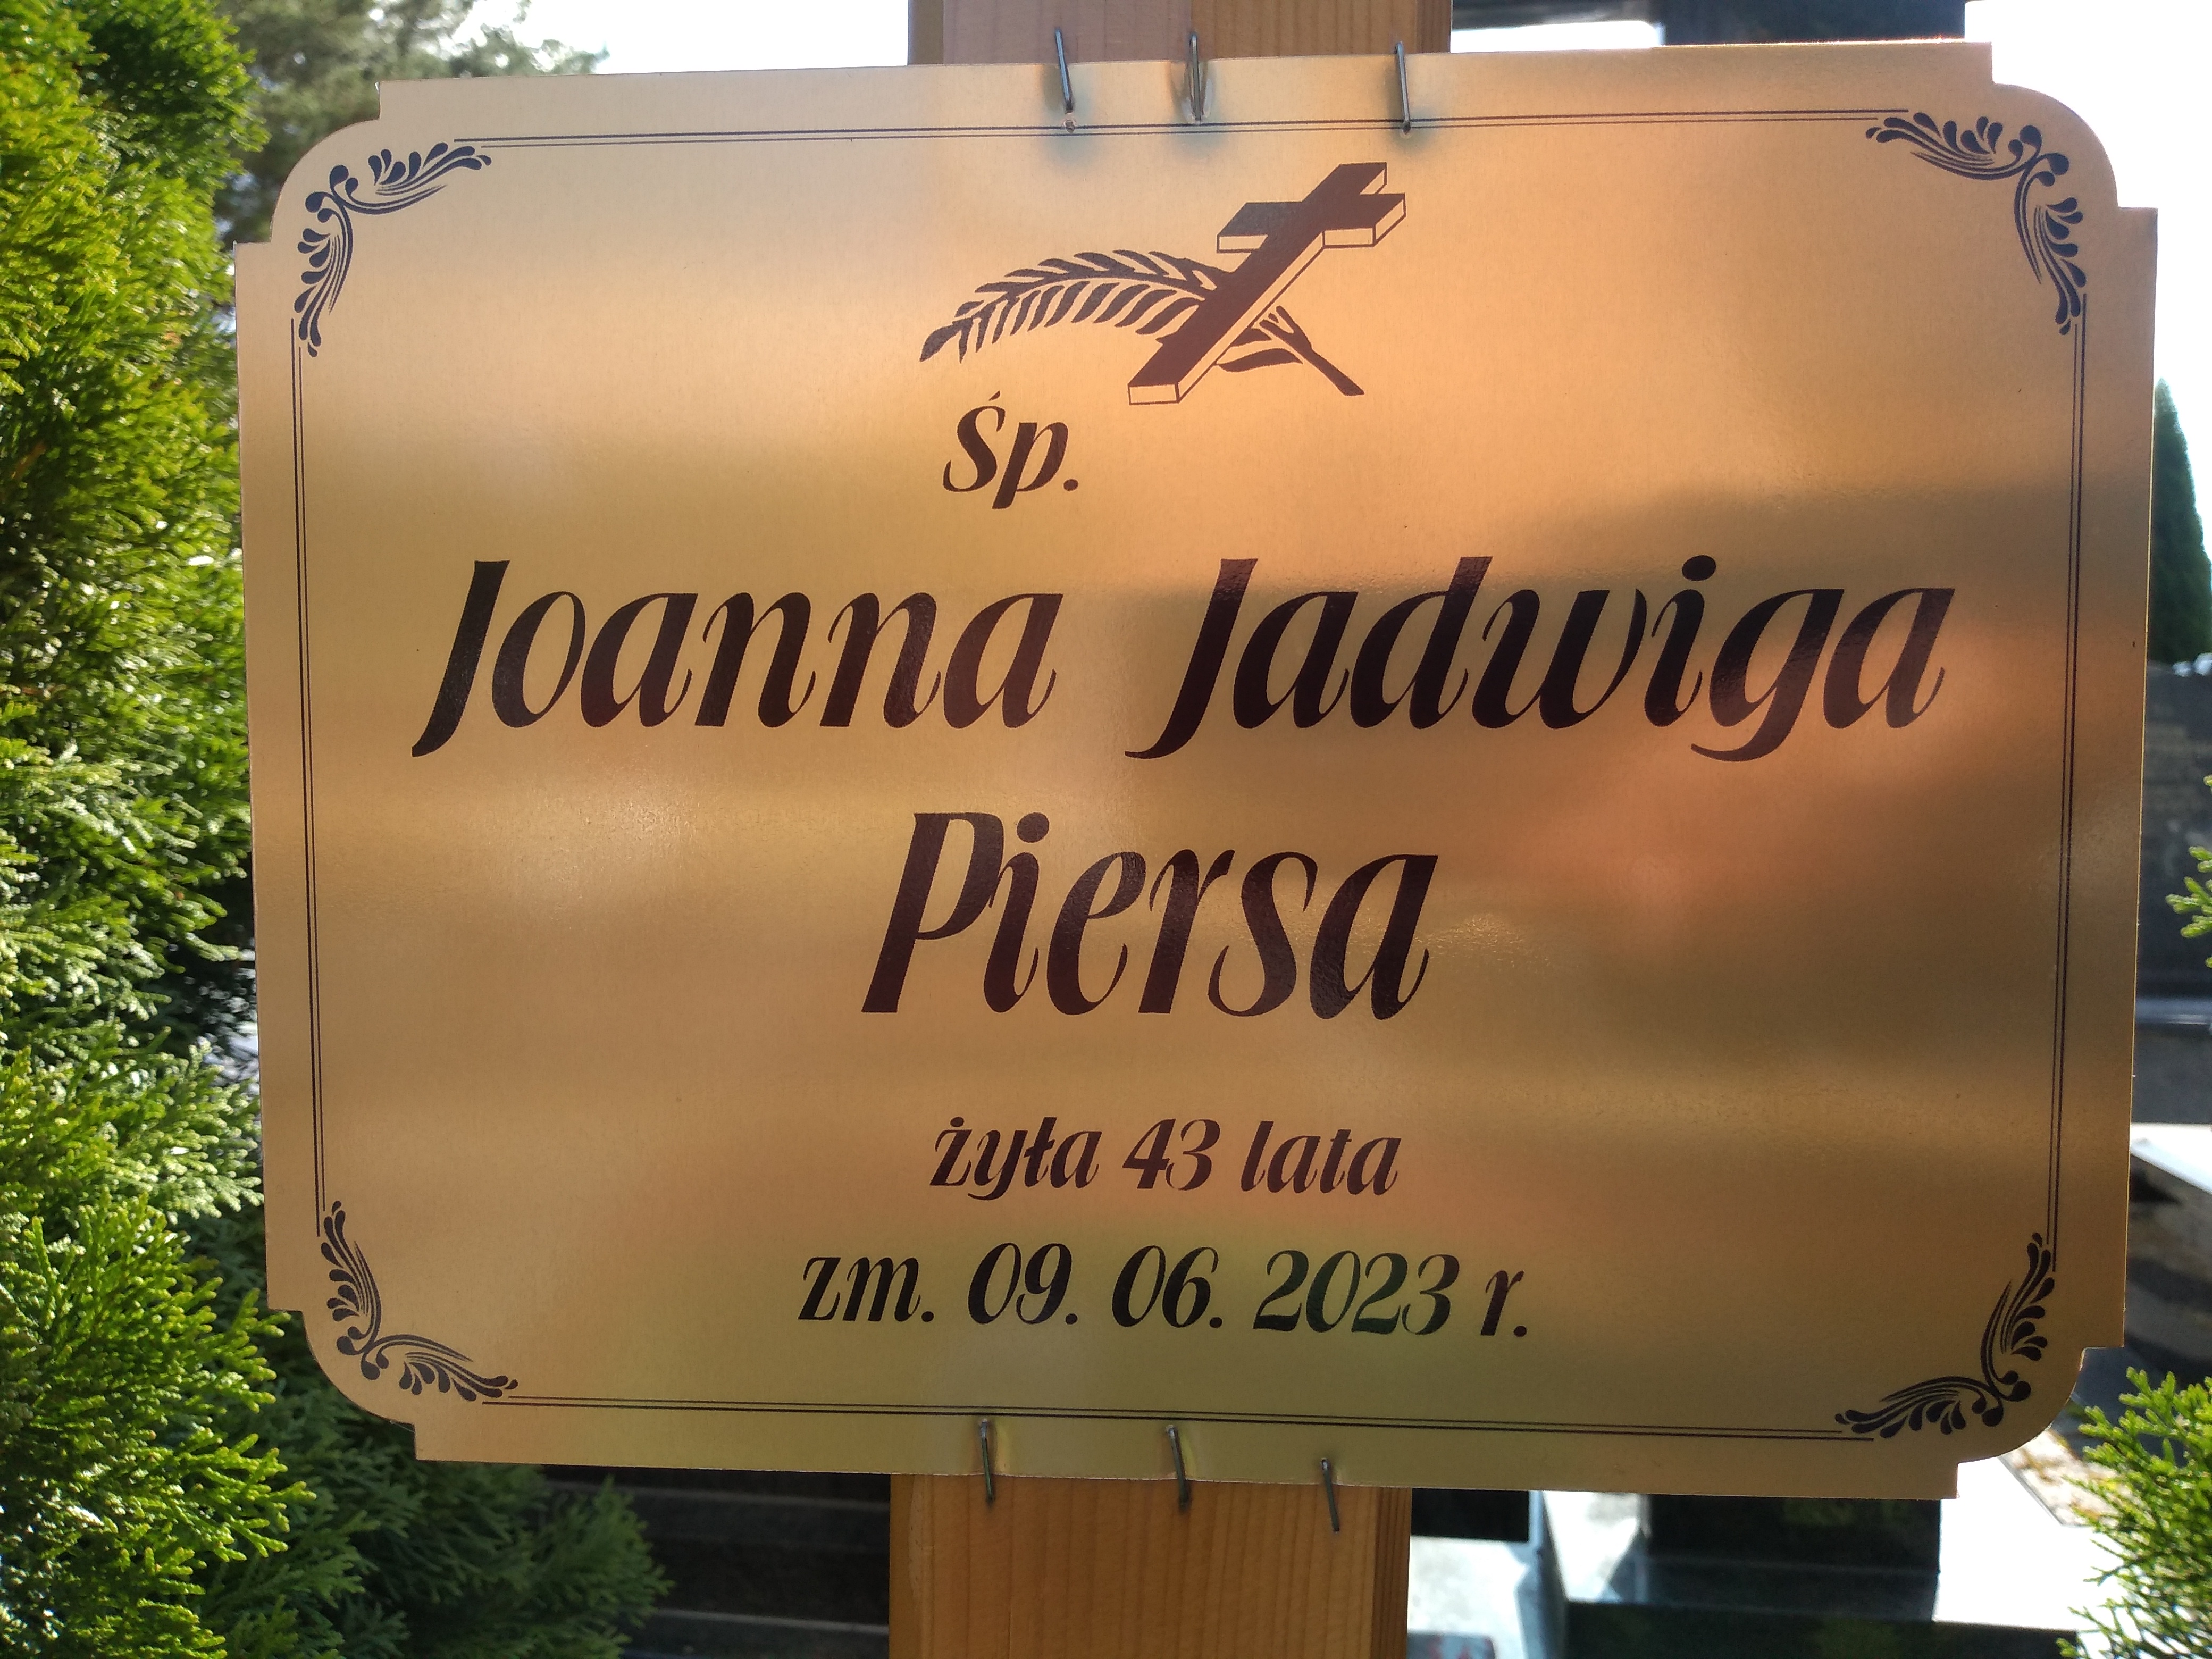 Śp.
Joanna Jadwiga
Piersa
żyła 43 lata
zm. 09. 06. 2023 r.